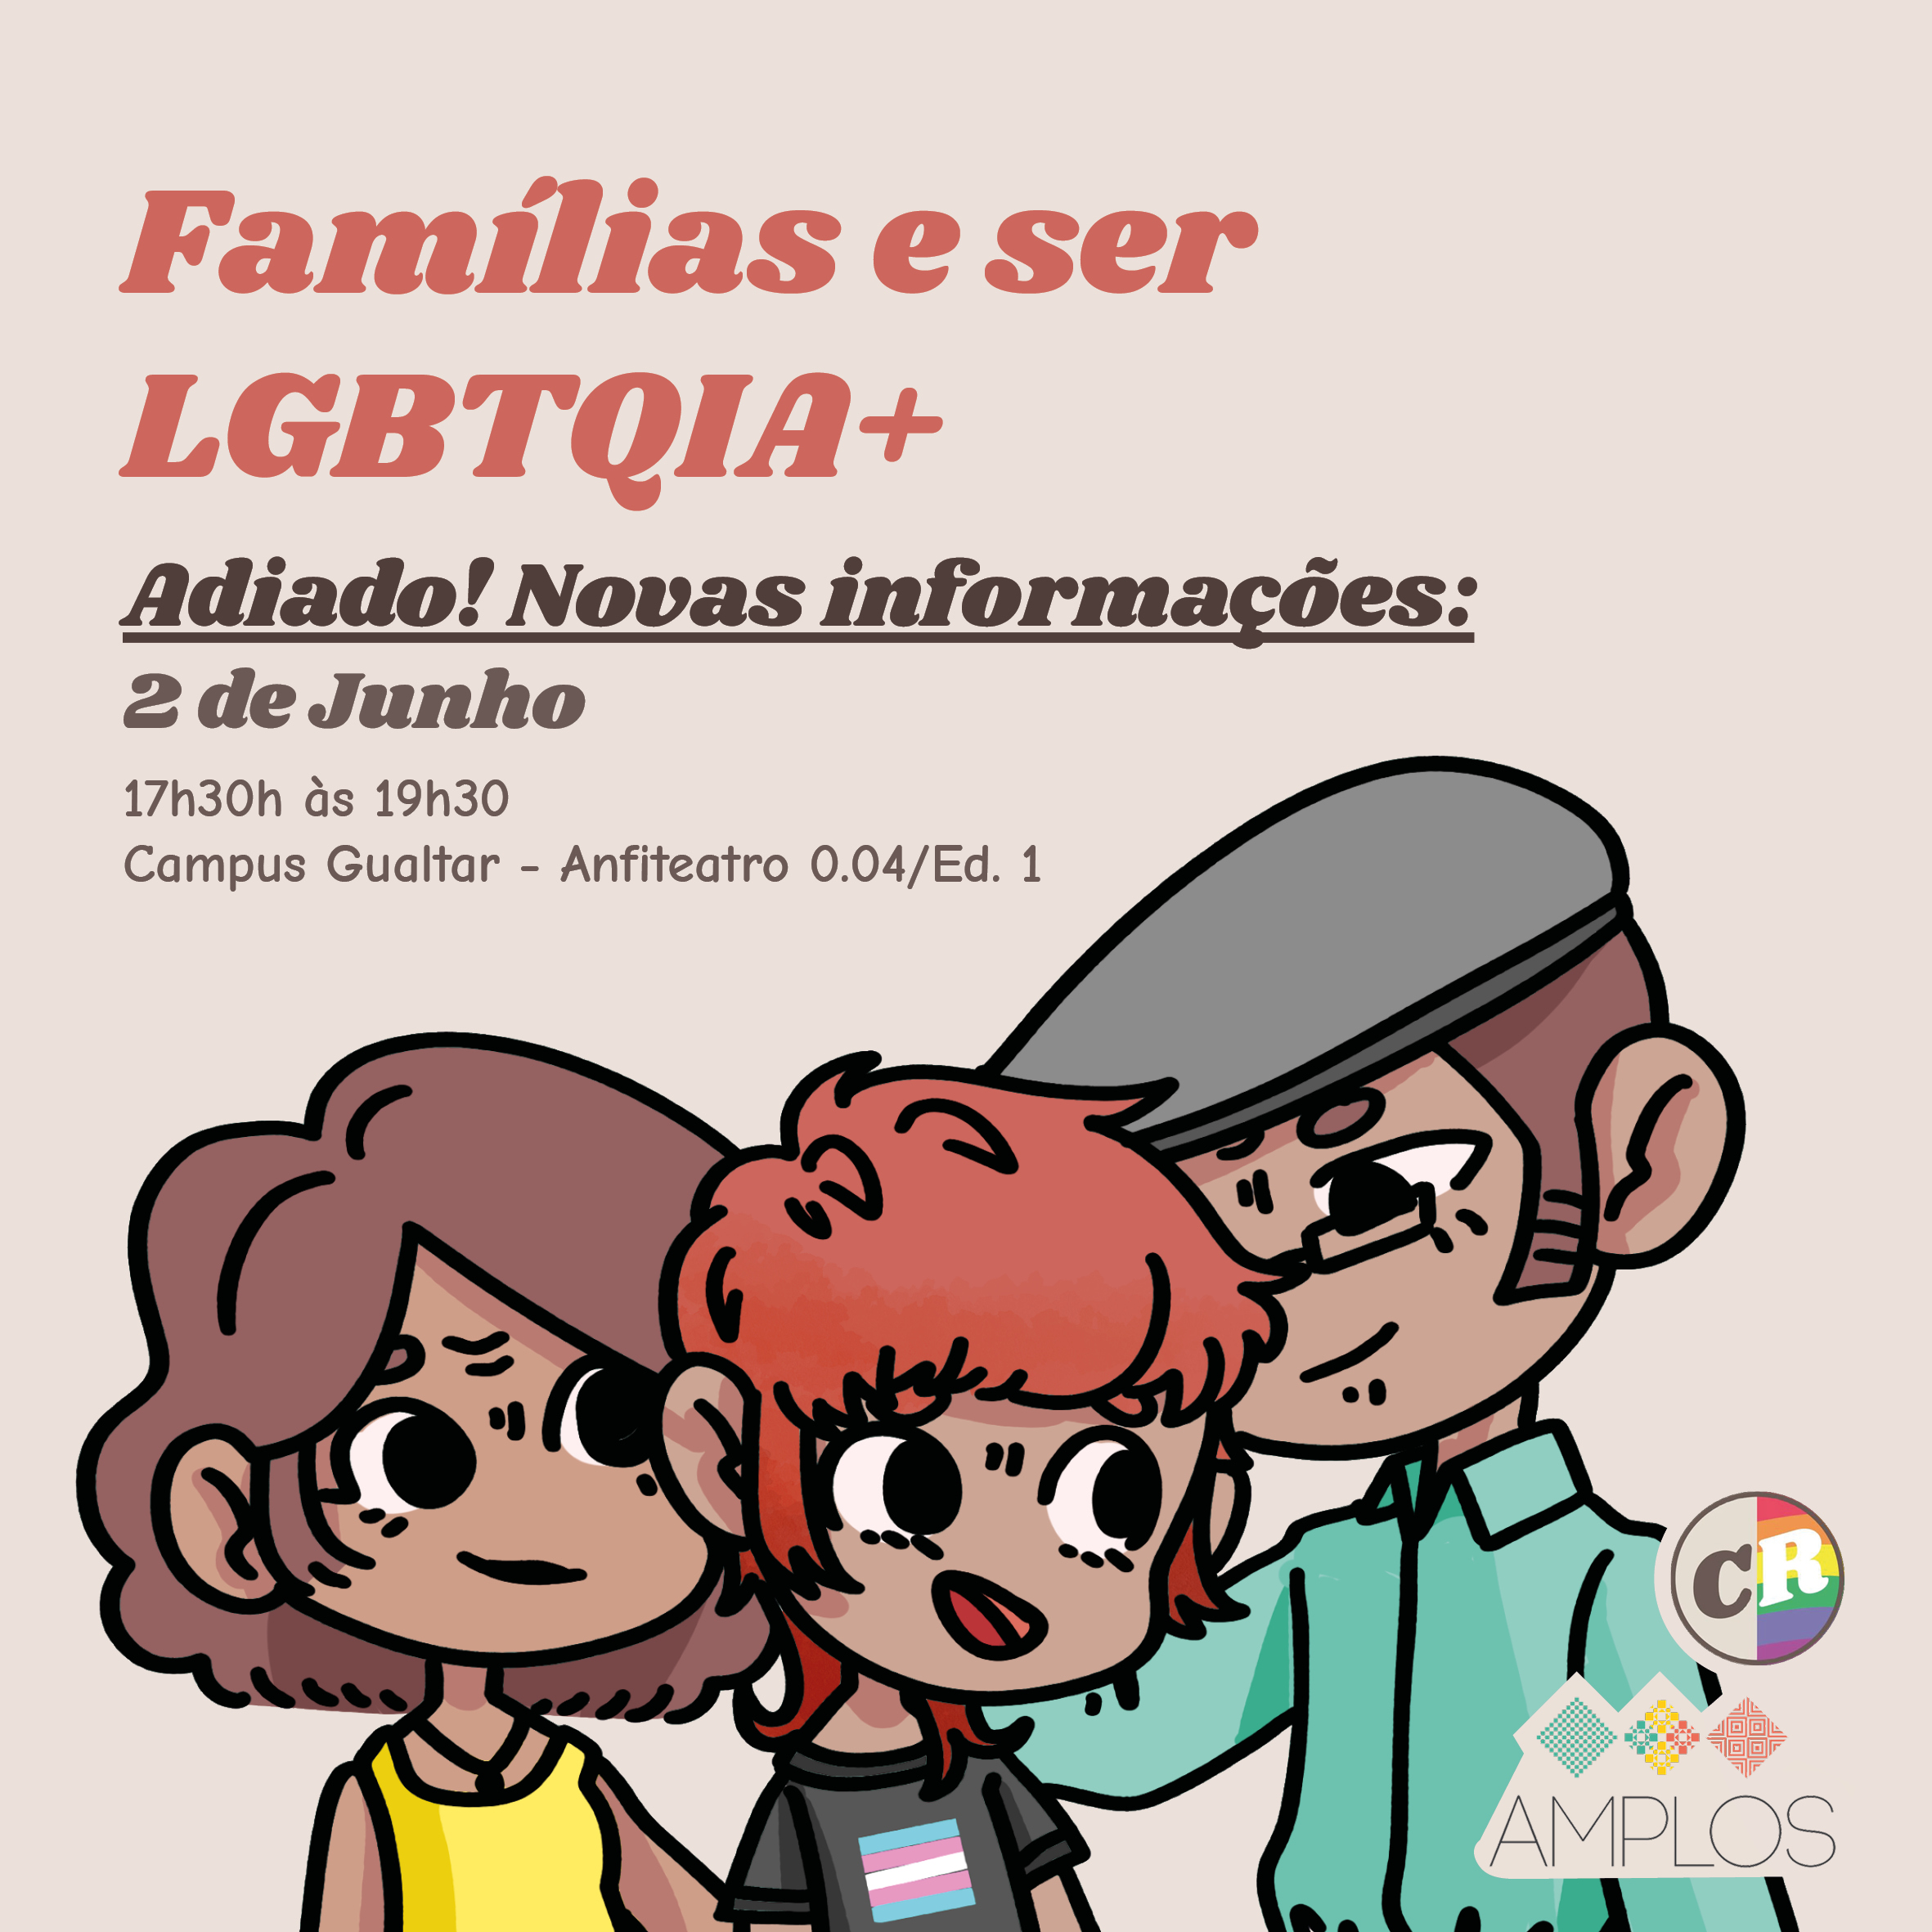 Famílias e ser
LGBTQIA+
Adiado! Novas informações:
2 de Junho
17h30h às 19h30
Campus Gualtar - Anfiteatro 0.04/Ed. 1
CR
AMPLOS